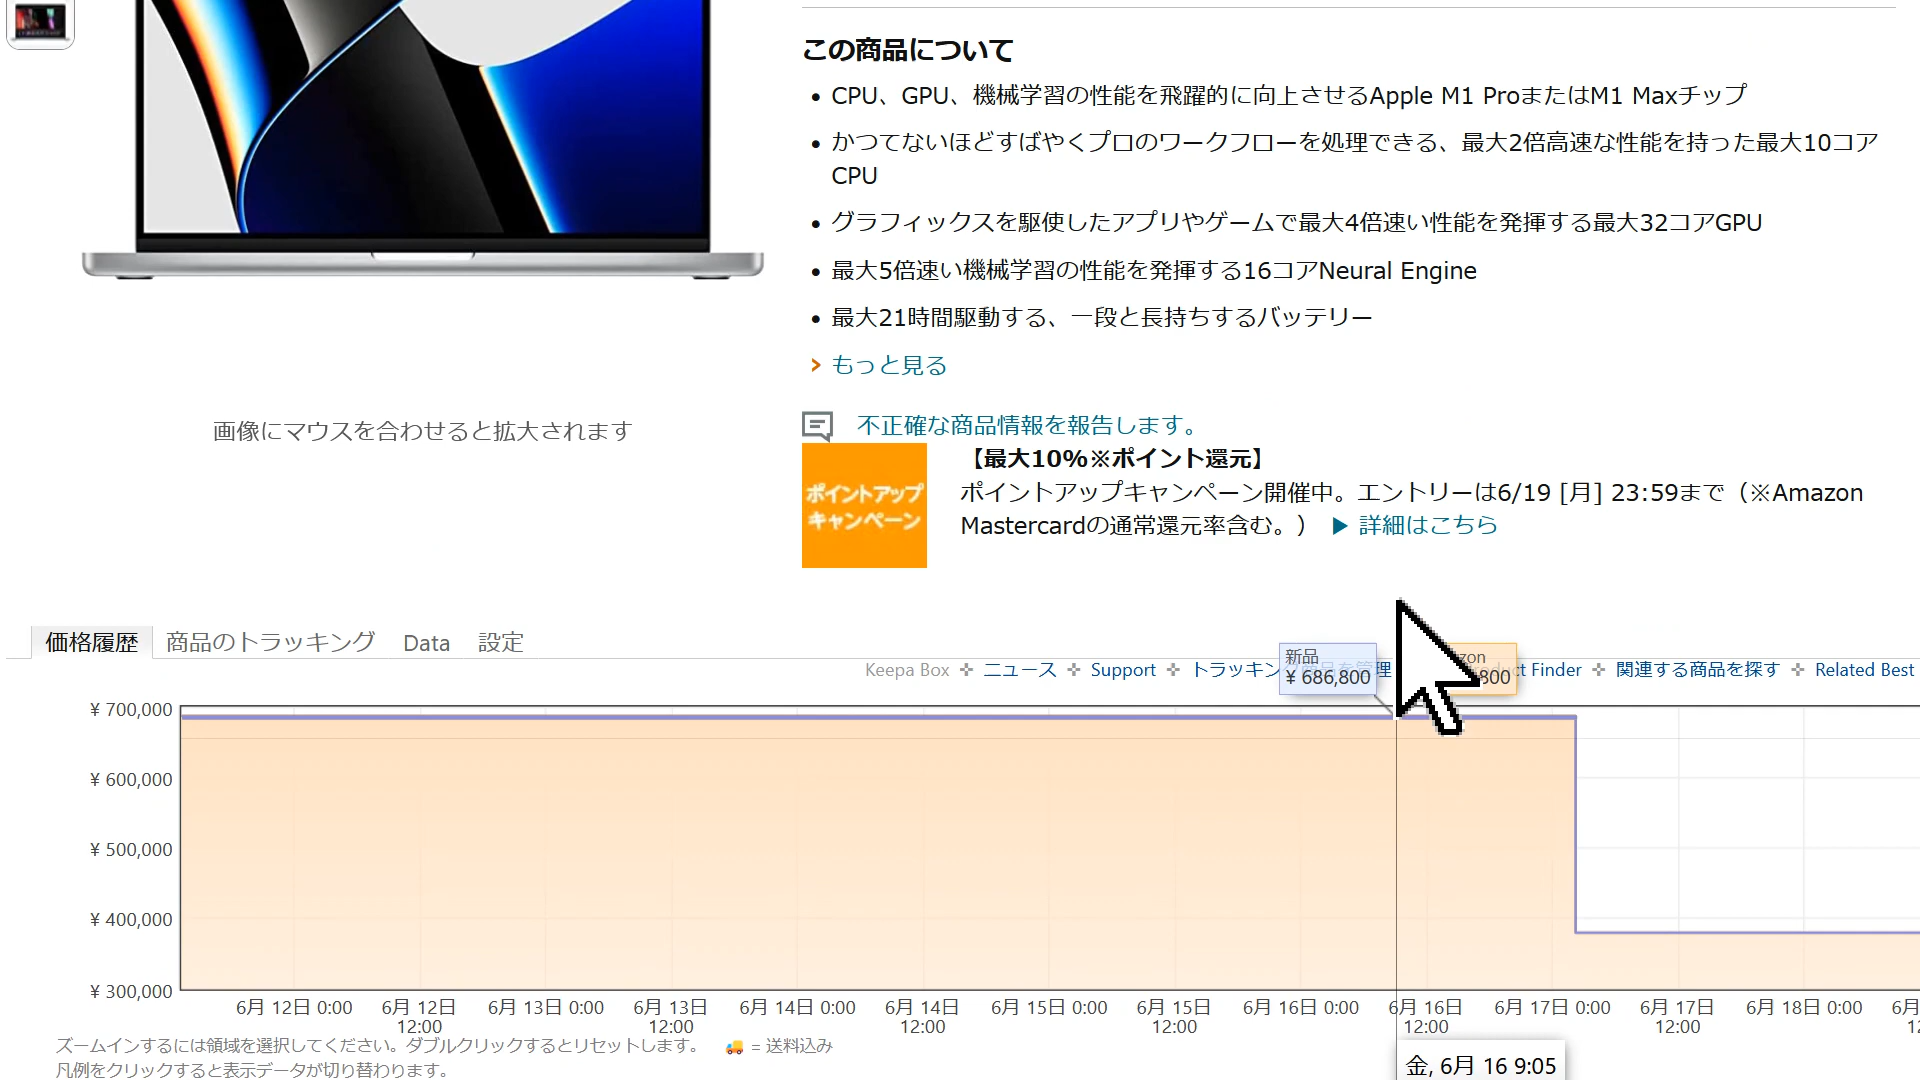 この商品について
• CPU、GPU、機械学習の性能を飛躍的に向上させるApple M1 ProまたはM1 Maxチップ
• かつてないほどすばやくプロのワークフローを処理できる、最大2倍高速な性能を持った最大10コア
CPU
• グラフィックスを駆使したアプリやゲームで最大4倍速い性能を発揮する最大32コアGPU
• 最大5倍速い機械学習の性能を発揮する16コアNeural Engine
• 最大21時間駆動する、一段と長持ちするバッテリー
› もっと見る
画像にマウスを合わせると拡大されます
不正確な商品情報を報告します。
ポイントアップ
キャンペーン
【最大10%※ポイント還元】
ポイントアップキャンペーン開催中。エントリーは6/19 [月] 23:59まで（※Amazon
Mastercardの通常還元率含む。） ▶ 詳細はこちら
価格履歴 商品のトラッキング Data 設定
Keepa Box ✢ ニュース ✢ Support ✢ トラッキング商品を管理 Finder ✢ 関連する商品を探す ✢ Related Best
新品
¥ 686,800
zon
800
¥ 700,000
¥ 600,000
¥ 500,000
¥ 400,000
¥ 300,000
6月 12日 0:00 6月 12日 12:00 6月 13日 0:00 6月 13日 12:00 6月 14日 0:00 6月 14日 12:00 6月 15日 0:00 6月 15日 12:00 6月 16日 0:00 6月 16日 12:00 6月 17日 0:00 6月 17日 12:00 6月 18日 0:00
ズームインするには領域を選択してください。ダブルクリックするとリセットします。 = 送料込み
凡例をクリックすると表示データが切り替わります。
金, 6月 16 9:05